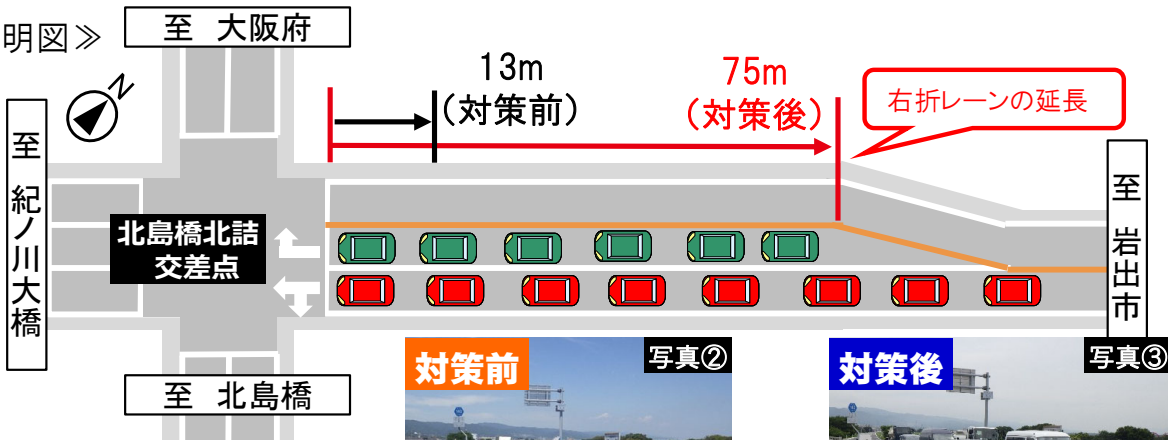 明図≫
至 大阪府
N
13m
(対策前)
75m
(対策後)
右折レーンの延長
至 紀ノ川大橋
北島橋北詰
交差点
至 岩出市
至 北島橋
対策前
写真②
対策後
写真③